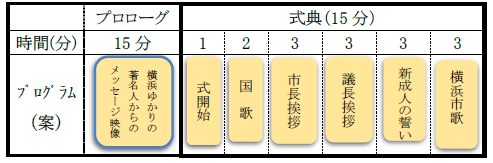 プロローグ 式典(15分)
時間(分) 15分 1 2 3 3 3 3
ﾌﾟﾛｸﾞﾗﾑ
(案)
横浜ゆかりの
著名人からの
メッセージ映像
式開始
国歌
市長挨拶
議長挨拶
新成人の誓い
横浜市歌